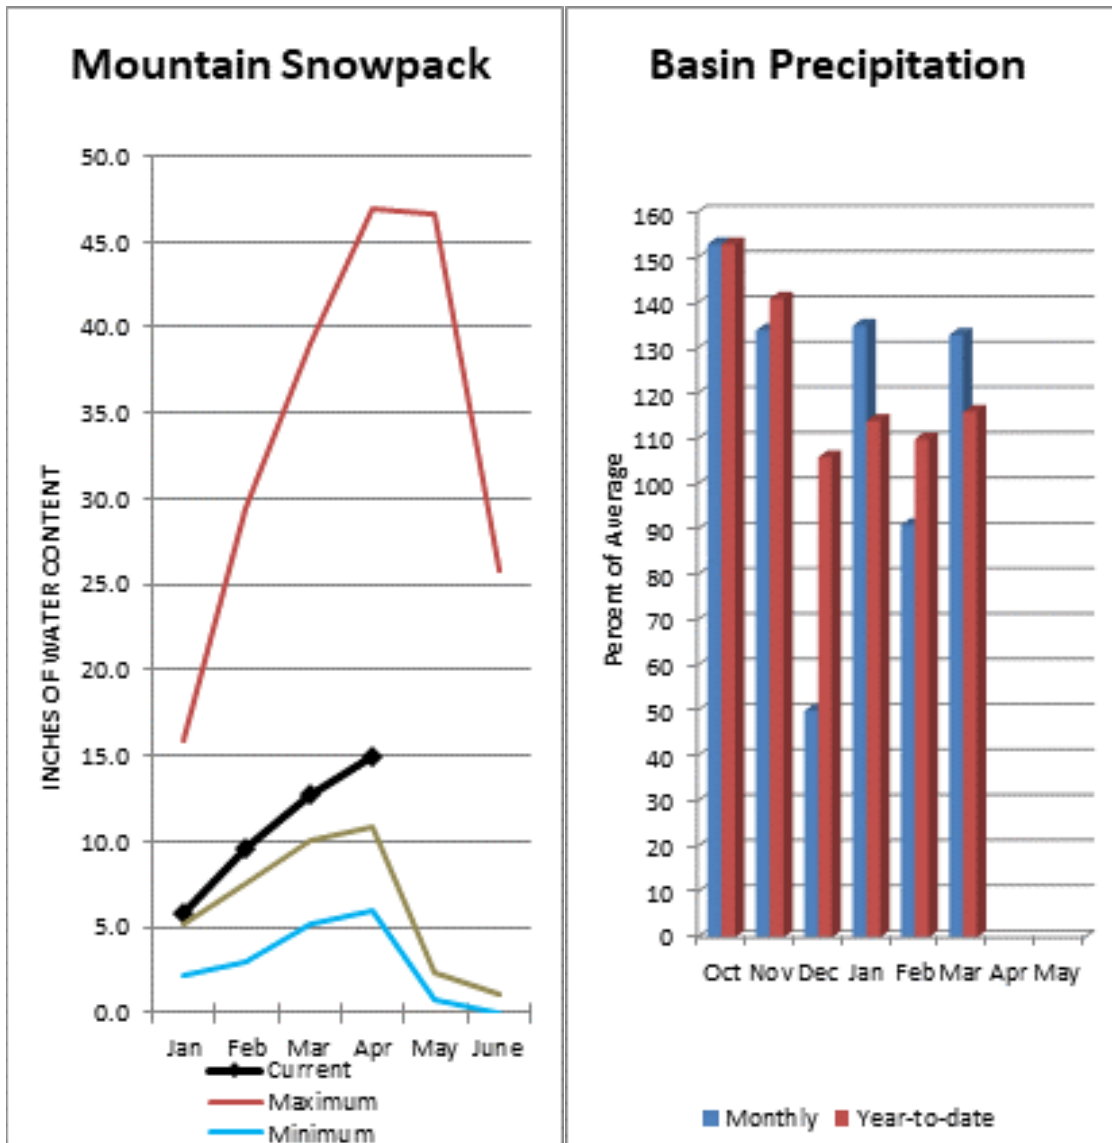 Mountain Snowpack
INCHES OF WATER CONTENT
50.0
45.0
40.0
35.0
30.0
25.0
20.0
15.0
10.0
5.0
0.0
Jan Feb Mar Apr May June
Current
Maximum
Minimum
Basin Precipitation
Percent of Average
160
150
140
130
120
110
100
90
80
70
60
50
40
30
20
10
0
Oct Nov Dec Jan Feb Mar Apr May
Monthly Year-to-date